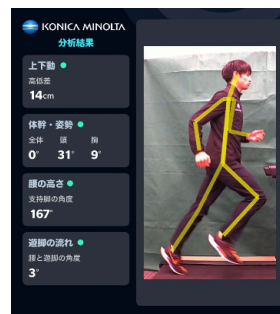 KONICA MINOLTA
分析結果
上下動
高低差
14cm
体幹・姿勢
全体 頭 胸
0° 31° 9°
腰の高さ
支持脚の角度
167°
遊脚の流れ
腰と遊脚の角度
3°